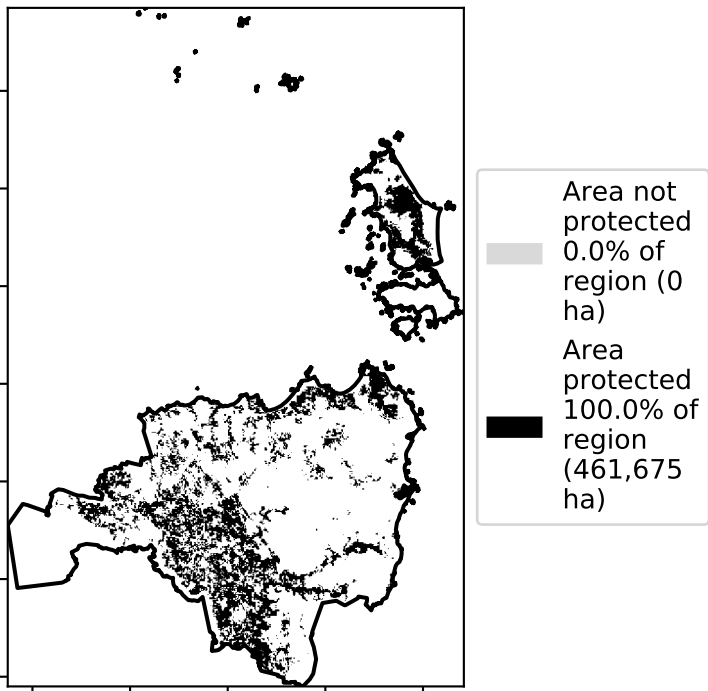 Area not
protected
0.0% of
region (0
ha)
Area
protected
100.0% of
region
(461,675
ha)